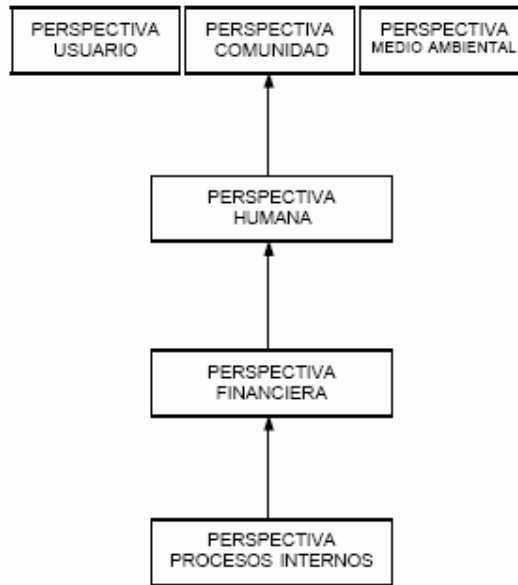 PERSPECTIVA
USUARIO
PERSPECTIVA
COMUNIDAD
PERSPECTIVA
MEDIO AMBIENTAL
PERSPECTIVA
HUMANA
PERSPECTIVA
FINANCIERA
PERSPECTIVA
PROCESOS INTERNOS